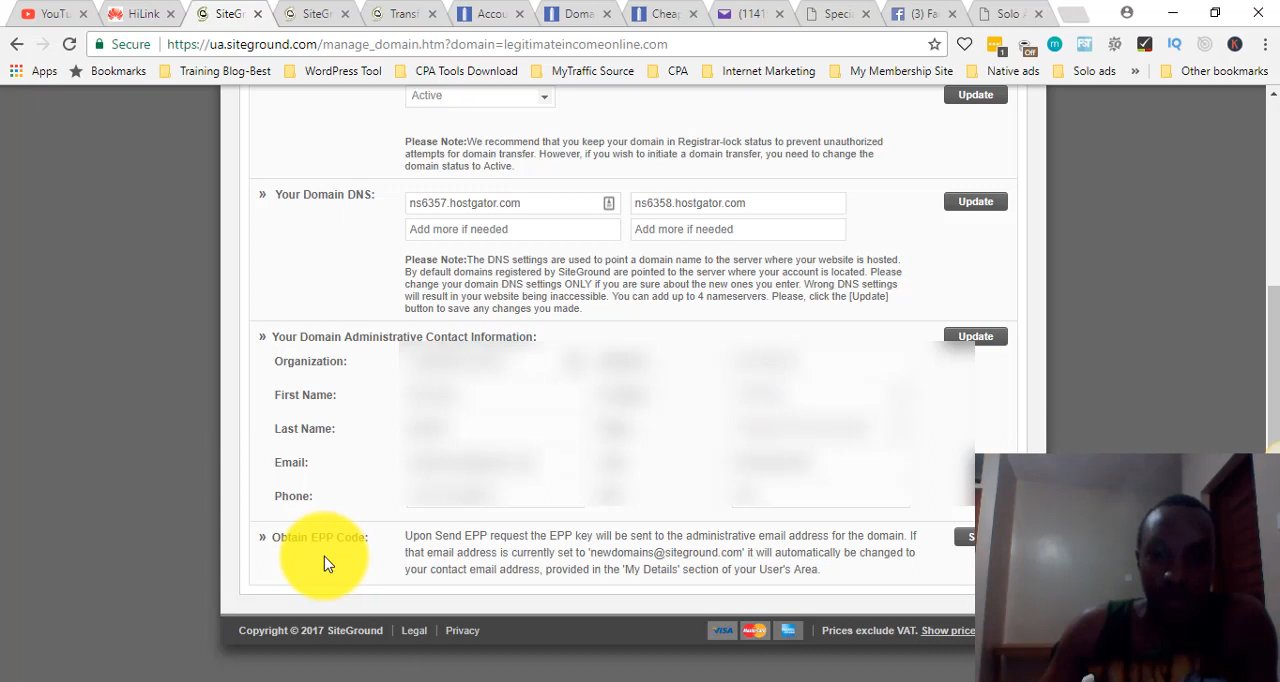 YouTu
HiLink
SiteGr
SiteG
Transf
Accou
Doma
Cheap
(1141
Speci
(3) Fa
Solo A
Secure
https://ua.siteground.com/manage_domain.htm?domain=legitimateincomeonline.com
1
Off
m
IQ
K
Apps
Bookmarks
Training Blog-Best
WordPress Tool
CPA Tools Download
MyTraffic Source
CPA
Internet Marketing
My Membership Site
Native ads
Solo ads
»
Other bookmarks
Active
Update
Please Note:We recommend that you keep your domain in Registrar-lock status to prevent unauthorized
attempts for domain transfer. However, if you wish to initiate a domain transfer, you need to change the
domain status to Active.
» Your Domain DNS:
ns6357.hostgator.com
ns6358.hostgator.com
Update
Add more if needed
Add more if needed
Please Note:The DNS settings are used to point a domain name to the server where your website is hosted.
By default domains registered by SiteGround are pointed to the server where your account is located. Please
change your domain DNS settings ONLY if you are sure about the new ones you enter. Wrong DNS settings
will result in your website being inaccessible. You can add up to 4 nameservers. Please, click the [Update]
button to save any changes you made.
» Your Domain Administrative Contact Information:
Update
Organization:
First Name:
Last Name:
Email:
Phone:
» Obtain EPP Code:
Upon Send EPP request the EPP key will be sent to the administrative email address for the domain. If
that email address is currently set to 'newdomains@siteground.com' it will automatically be changed to
your contact email address, provided in the 'My Details' section of your User's Area.
S
Copyright © 2017 SiteGround | Legal | Privacy
VISA
MasterCard
| Prices exclude VAT. Show price